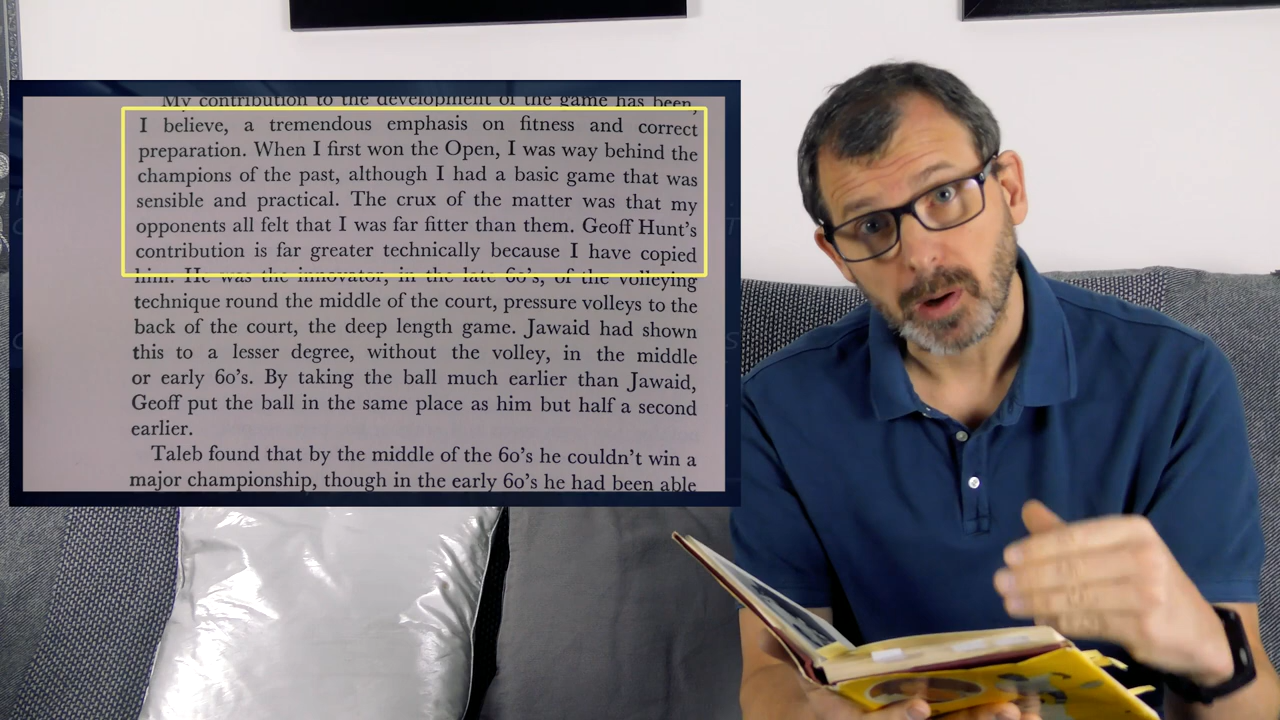 My contribution to the development of the game has been,
I believe, a tremendous emphasis on fitness and correct
preparation. When I first won the Open, I was way behind the
champions of the past, although I had a basic game that was
sensible and practical. The crux of the matter was that my
opponents all felt that I was far fitter than them. Geoff Hunt's
contribution is far greater technically because I have copied
him. He was the innovator, in the late 60's, of the volleying
technique round the middle of the court, pressure volleys to the
back of the court, the deep length game. Jawaid had shown
this to a lesser degree, without the volley, in the middle
or early 60's. By taking the ball much earlier than Jawaid,
Geoff put the ball in the same place as him but half a second
earlier.
Taleb found that by the middle of the 60's he couldn't win a
major championship, though in the early 60's he had been able